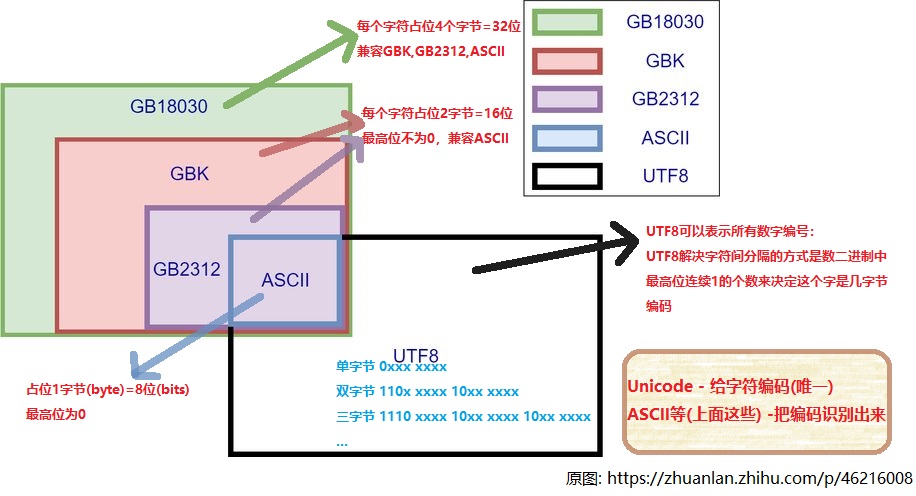 每个字符占位4个字节=32位
兼容GBK,GB2312,ASCII
GB18030
GBK
GB2312
ASCII
UTF8
GB18030
每个字符占位2字节=16位
最高位不为0，兼容ASCII
GBK
GB2312
ASCII
UTF8可以表示所有数字编号：
UTF8解决字符间分隔的方式是数二进制中
最高位连续1的个数来决定这个字是几字节
编码
占位1字节(byte)=8位(bits)
最高位为0
UTF8
单字节 0xxx xxxx
双字节 110x xxxx 10xx xxxx
三字节 1110 xxxx 10xx xxxx 10xx xxxx
...
Unicode - 给字符编码(唯一)
ASCII等(上面这些) -把编码识别出来
原图: https://zhuanlan.zhihu.com/p/46216008